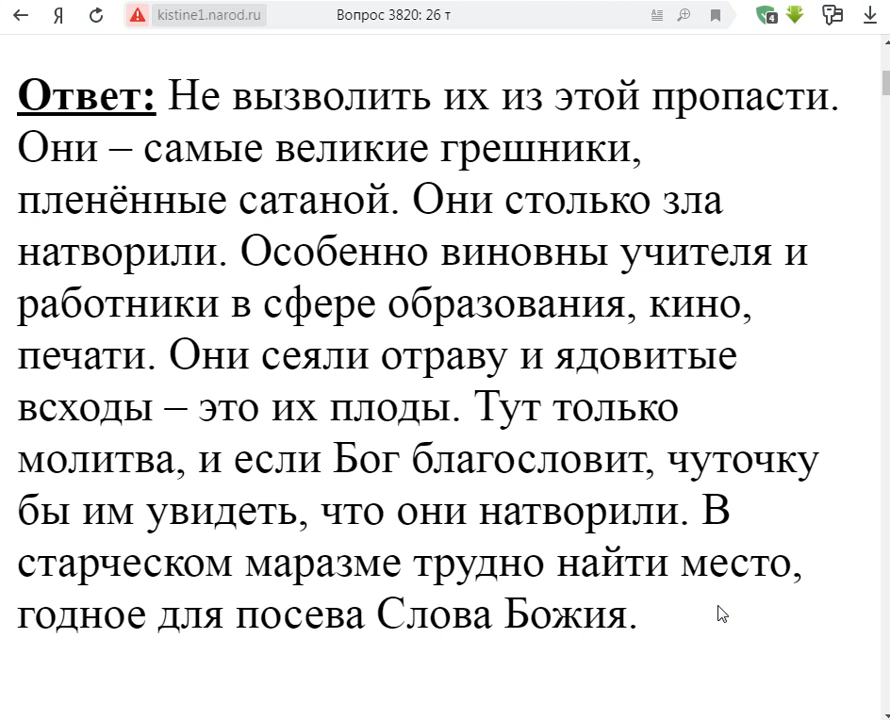 kistine1.narod.ru
Вопрос 3820: 26 т
4
Ответ: Не вызволить их из этой пропасти.
Они – самые великие грешники,
пленённые сатаной. Они столько зла
натворили. Особенно виновны учителя и
работники в сфере образования, кино,
печати. Они сеяли отраву и ядовитые
всходы – это их плоды. Тут только
молитва, и если Бог благословит, чуточку
бы им увидеть, что они натворили. В
старческом маразме трудно найти место,
годное для посева Слова Божия.